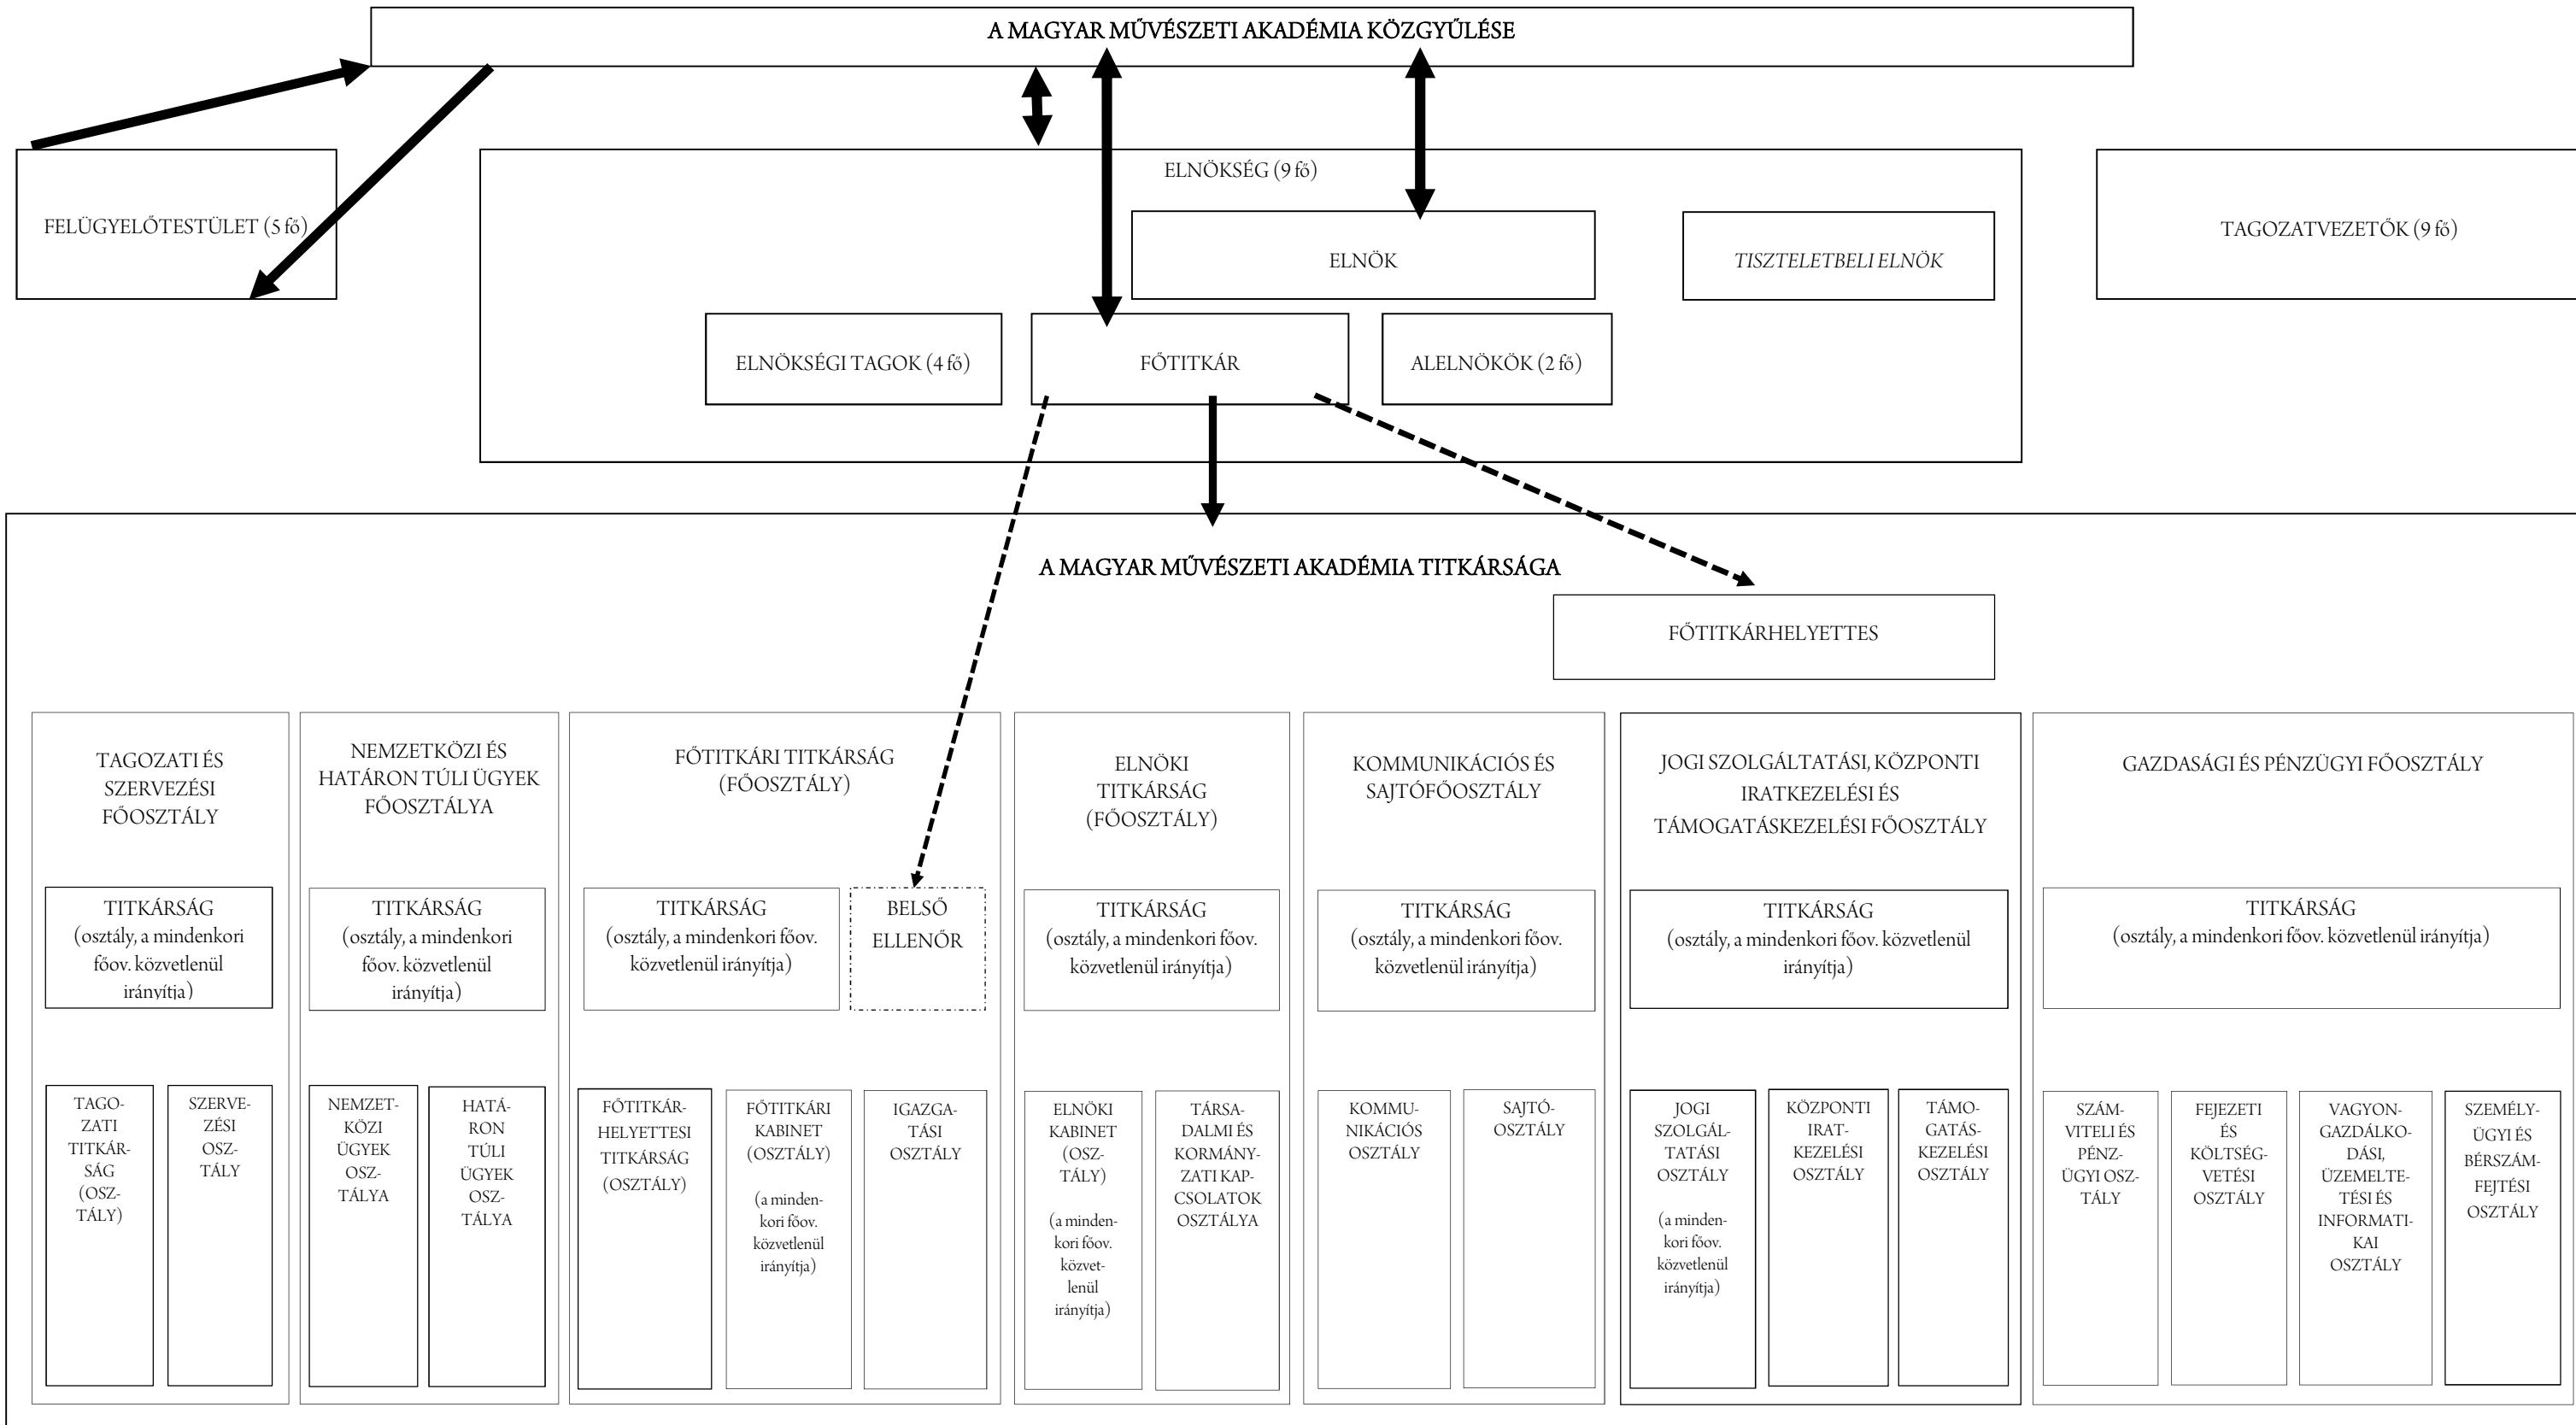 A MAGYAR MŰVÉSZETI AKADÉMIA KÖZGYŰLÉSE
FELÜGYELŐTESTÜLET (5 fő)
ELNÖKSÉG (9 fő)
ELNÖK
TISZTELETBELI ELNÖK
TAGOZATVEZETŐK (9 fő)
ELNÖKSÉGI TAGOK (4 fő)
FŐTITKÁR
ALELNÖKÖK (2 fő)
A MAGYAR MŰVÉSZETI AKADÉMIA TITKÁRSÁGA
FŐTITKÁRHELYETTES
TAGOZATI ÉS
SZERVEZÉSI
FŐOSZTÁLY
TITKÁRSÁG
(osztály, a mindenkori
főov. közvetlenül
irányítja)
TAGO-
ZATI
TITKÁR-
SÁG
(OSZ-
TÁLY)
SZERVE-
ZÉSI
OSZ-
TÁLY
NEMZETKÖZI ÉS
HATÁRON TÚLI ÜGYEK
FŐOSZTÁLYA
TITKÁRSÁG
(osztály, a mindenkori
főov. közvetlenül
irányítja)
NEMZET-
KÖZI
ÜGYEK
OSZ-
TÁLYA
HATÁ-
RON
TÚLI
ÜGYEK
OSZ-
TÁLYA
FŐTITKÁRI TITKÁRSÁG
(FŐOSZTÁLY)
TITKÁRSÁG
(osztály, a mindenkori főov.
közvetlenül irányítja)
BELSŐ
ELLENŐR
FŐTITKÁR-
HELYETTESI
TITKÁRSÁG
(OSZTÁLY)
FŐTITKÁRI
KABINET
(OSZTÁLY)
(a minden-
kori főov.
közvetlenül
irányítja)
IGAZGA-
TÁSI
OSZTÁLY
ELNÖKI
TITKÁRSÁG
(FŐOSZTÁLY)
TITKÁRSÁG
(osztály, a mindenkori főov.
közvetlenül irányítja)
ELNÖKI
KABINET
(OSZ-
TÁLY)
(a minden-
kori főov.
közvet-
lenül
irányítja)
TÁRSA-
DALMI ÉS
KORMÁNY-
ZATI KAP-
CSOLATOK
OSZTÁLYA
KOMMUNIKÁCIÓS ÉS
SAJTÓFŐOSZTÁLY
TITKÁRSÁG
(osztály, a mindenkori főov.
közvetlenül irányítja)
KOMMU-
NIKÁCIÓS
OSZTÁLY
SAJTÓ-
OSZTÁLY
JOGI SZOLGÁLTATÁSI, KÖZPONTI
IRATKEZELÉSI ÉS
TÁMOGATÁSKEZELÉSI FŐOSZTÁLY
TITKÁRSÁG
(osztály, a mindenkori főov. közvetlenül
irányítja)
JOGI
SZOLGÁL-
TATÁSI
OSZTÁLY
(a minden-
kori főov.
közvetlenül
irányítja)
KÖZPONTI
IRAT-
KEZELÉSI
OSZTÁLY
TÁMO-
GATÁS-
KEZELÉSI
OSZTÁLY
GAZDASÁGI ÉS PÉNZÜGYI FŐOSZTÁLY
TITKÁRSÁG
(osztály, a mindenkori főov. közvetlenül irányítja)
SZÁM-
VITELI ÉS
PÉNZ-
ÜGYI OSZ-
TÁLY
FEJEZETI
ÉS
KÖLTSÉG-
VETÉSI
OSZTÁLY
VAGYON-
GAZDÁLKO-
DÁSI,
ÜZEMELTE-
TÉSI ÉS
INFORMATI-
KAI
OSZTÁLY
SZEMÉLY-
ÜGYI ÉS
BÉRSZÁM-
FEJTÉSI
OSZTÁLY